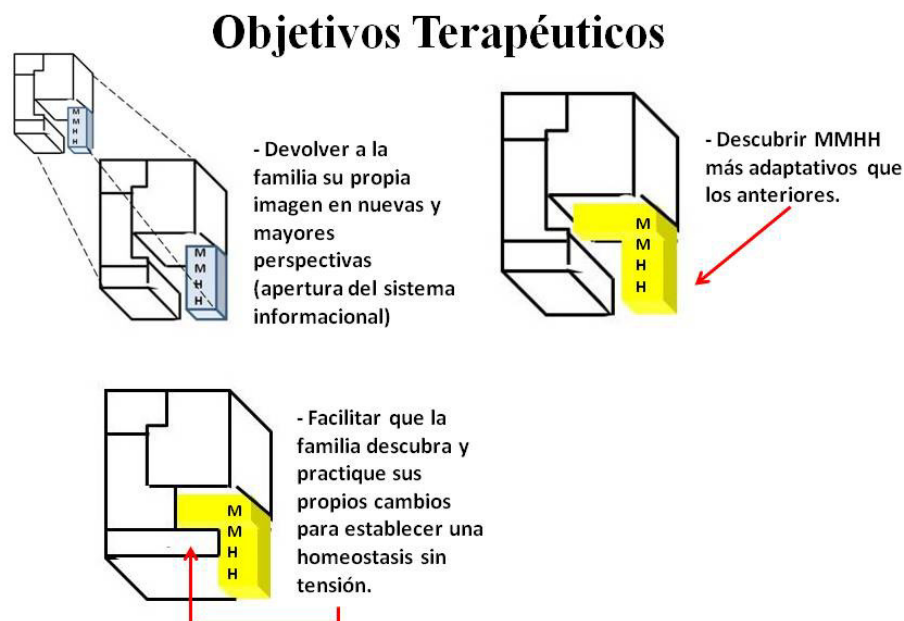 Objetivos Terapéuticos
M
M
H
H
M
M
H
H
- Devolver a la
familia su propia
imagen en nuevas y
mayores
perspectivas
(apertura del sistema
informacional)
M
M
H
H
- Descubrir MMHH
más adaptativos que
los anteriores.
M
M
H
H
- Facilitar que la
familia descubra y
practique sus
propios cambios
para establecer una
homeostasis sin
tensión.